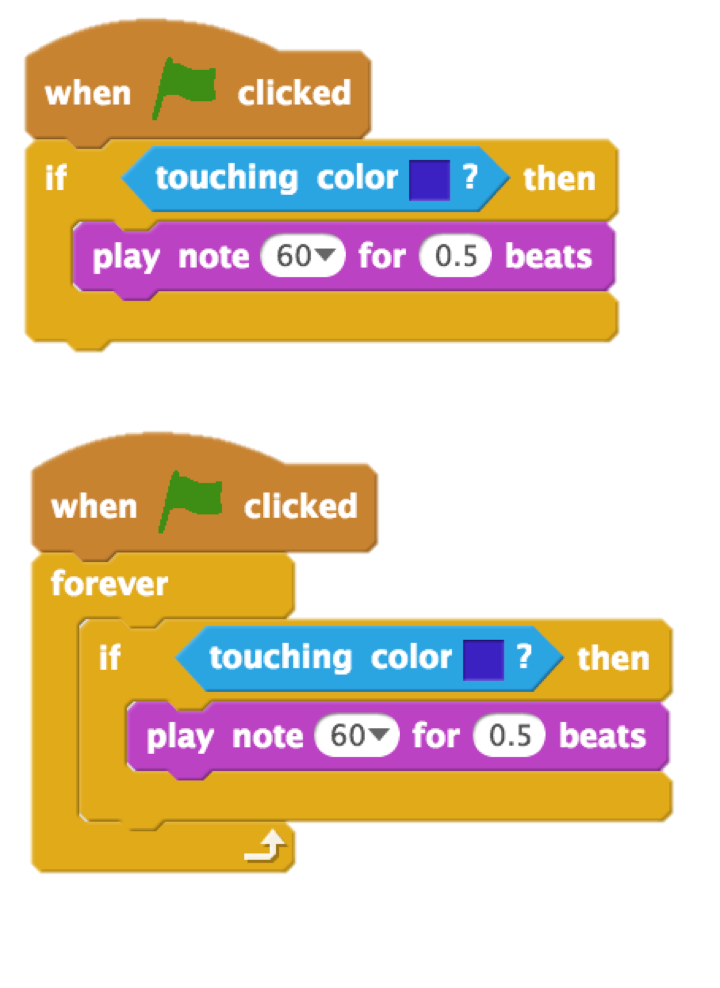 when clicked
if touching color ? then
play note 60 for 0.5 beats
when clicked
forever
if touching color ? then
play note 60 for 0.5 beats